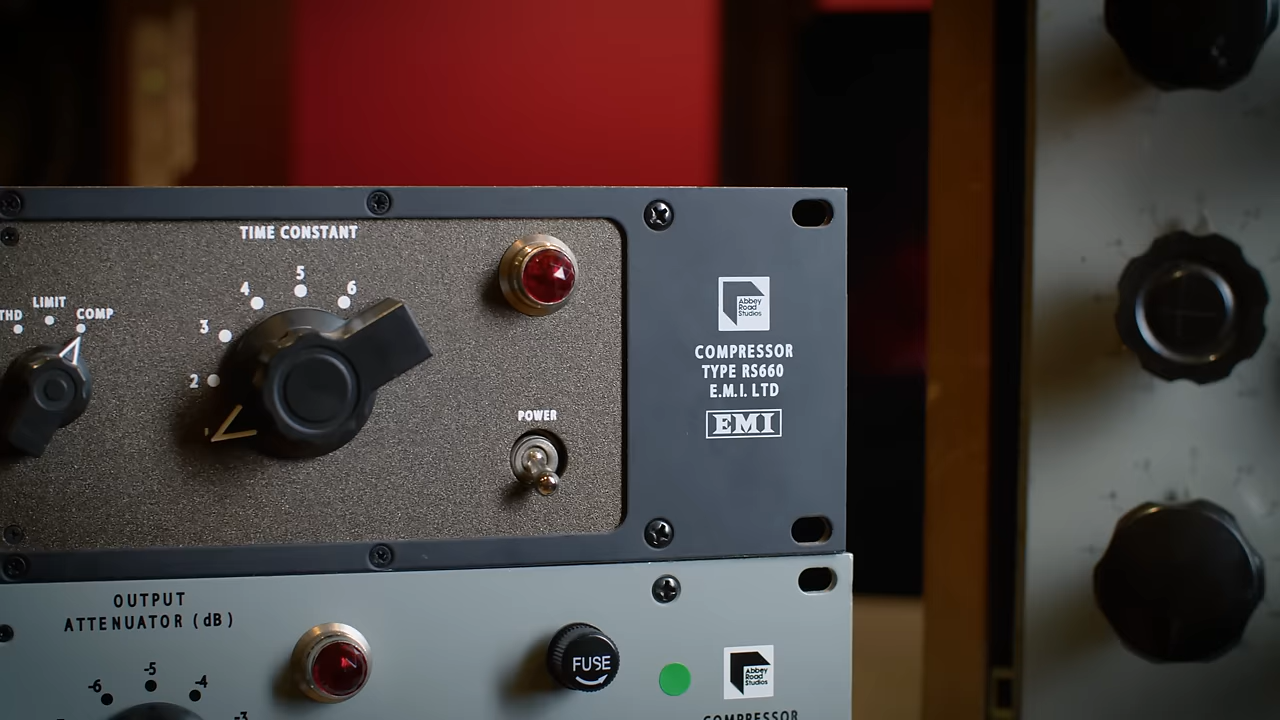 TIME CONSTANT
5
4
6
3
2
THD
LIMIT
COMP
POWER
Abbey
Road
Studios
COMPRESSOR
TYPE RS660
E.M.I. LTD
EMI
OUTPUT
ATTENUATOR (dB)
-5
-6
-4
-3
FUSE
Abbey
Road
Studios
COMPRESSOR